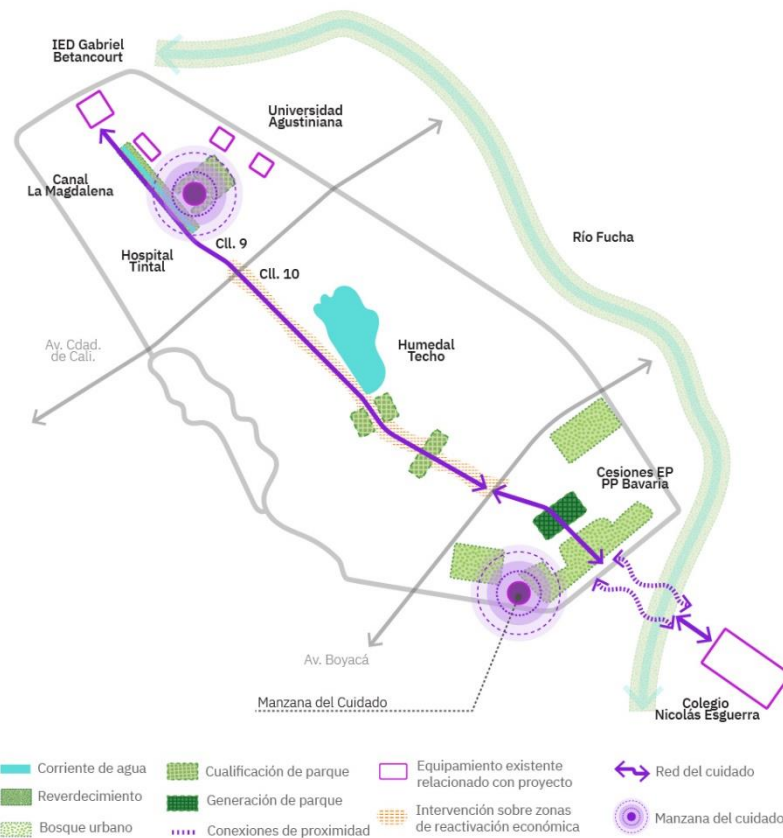 IED Gabriel
Betancourt
Universidad
Agustiniana
Canal
La Magdalena
Hospital
Tintal
Cll. 9
Cll. 10
Río Fucha
Av. Cdad.
de Cali.
Humedal
Techo
Cesiones EP
PP Bavaria
Av. Boyacá
Manzana del Cuidado
Colegio
Nicolás Esguerra
Corriente de agua
Reverdecimiento
Bosque urbano
Cualificación de parque
Generación de parque
Conexiones de proximidad
Equipamiento existente
relacionado con proyecto
Intervención sobre zonas
de reactivación económica
Red del cuidado
Manzana del cuidado